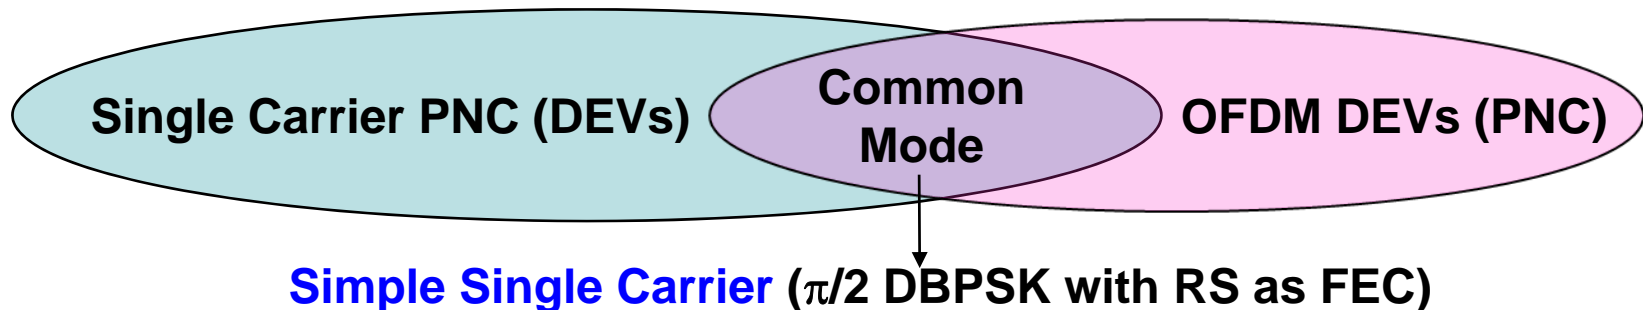 Single Carrier PNC (DEVs)
Common
Mode
OFDM DEVs (PNC)
Simple Single Carrier (π/2 DBPSK with RS as FEC)